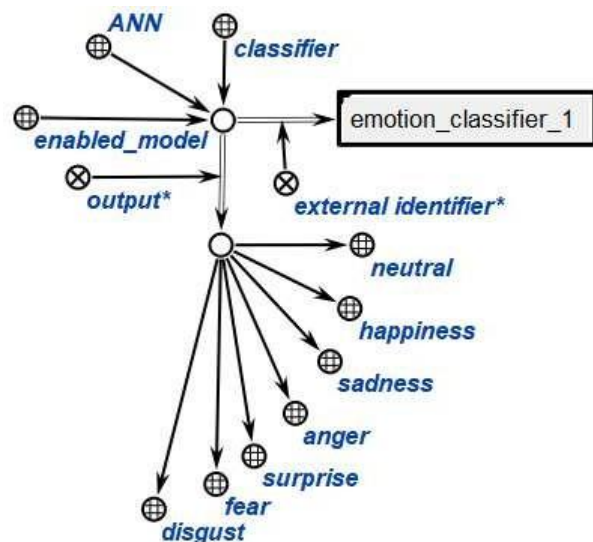 ANN
classifier
enabled_model
emotion_classifier_1
output*
external identifier*
neutral
happiness
sadness
anger
surprise
fear
disgust